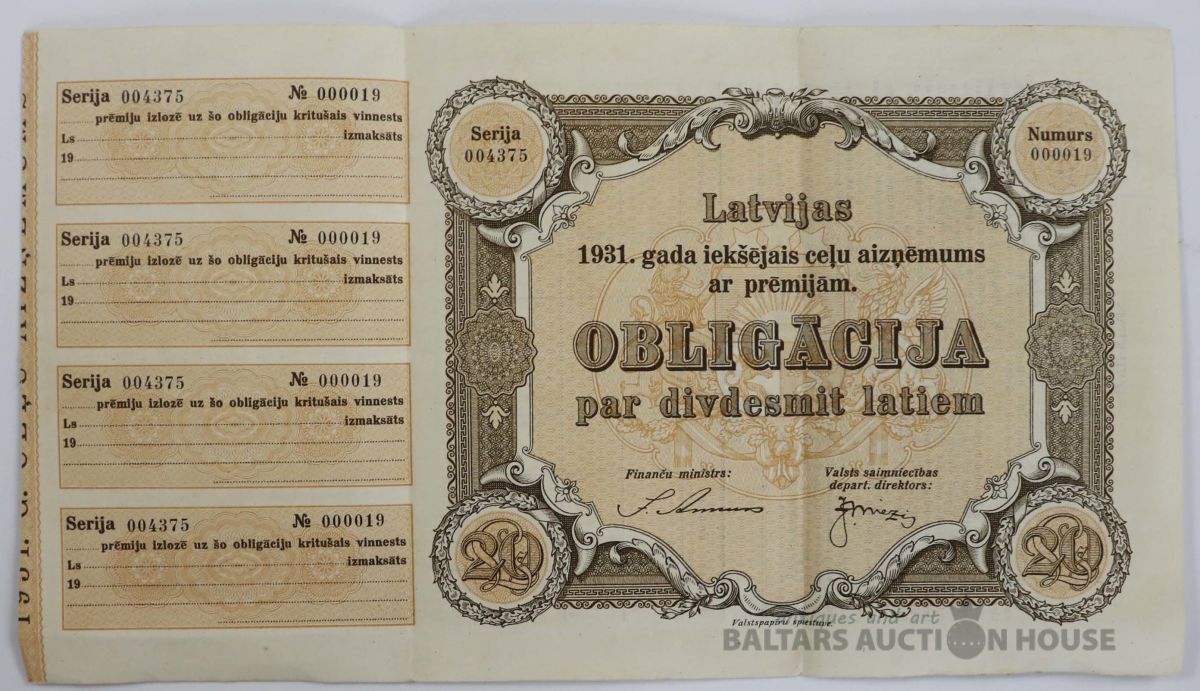 Serija 004375 № 000019
prēmiju izlozē uz šo obligāciju kritušais vinnests
Ls izmaksāts
19
Serija 004375 № 000019
prēmiju izlozē uz šo obligāciju kritušais vinnests
Ls izmaksāts
19
Serija 004375 № 000019
prēmiju izlozē uz šo obligāciju kritušais vinnests
Ls izmaksāts
19
Serija 004375 № 000019
prēmiju izlozē uz šo obligāciju kritušais vinnests
Ls izmaksāts
19
Serija
004375
Numurs
000019
Latvijas
1931. gada iekšējais ceļu aizņēmums
ar prēmijām.
OBLIGĀCIJA
par divdesmit latiem
Finanču ministrs:
Valsts saimniecības
depart. direktors:
Valstspapīru spiestuve.
and art
BALTARS AUCTION HOUSE